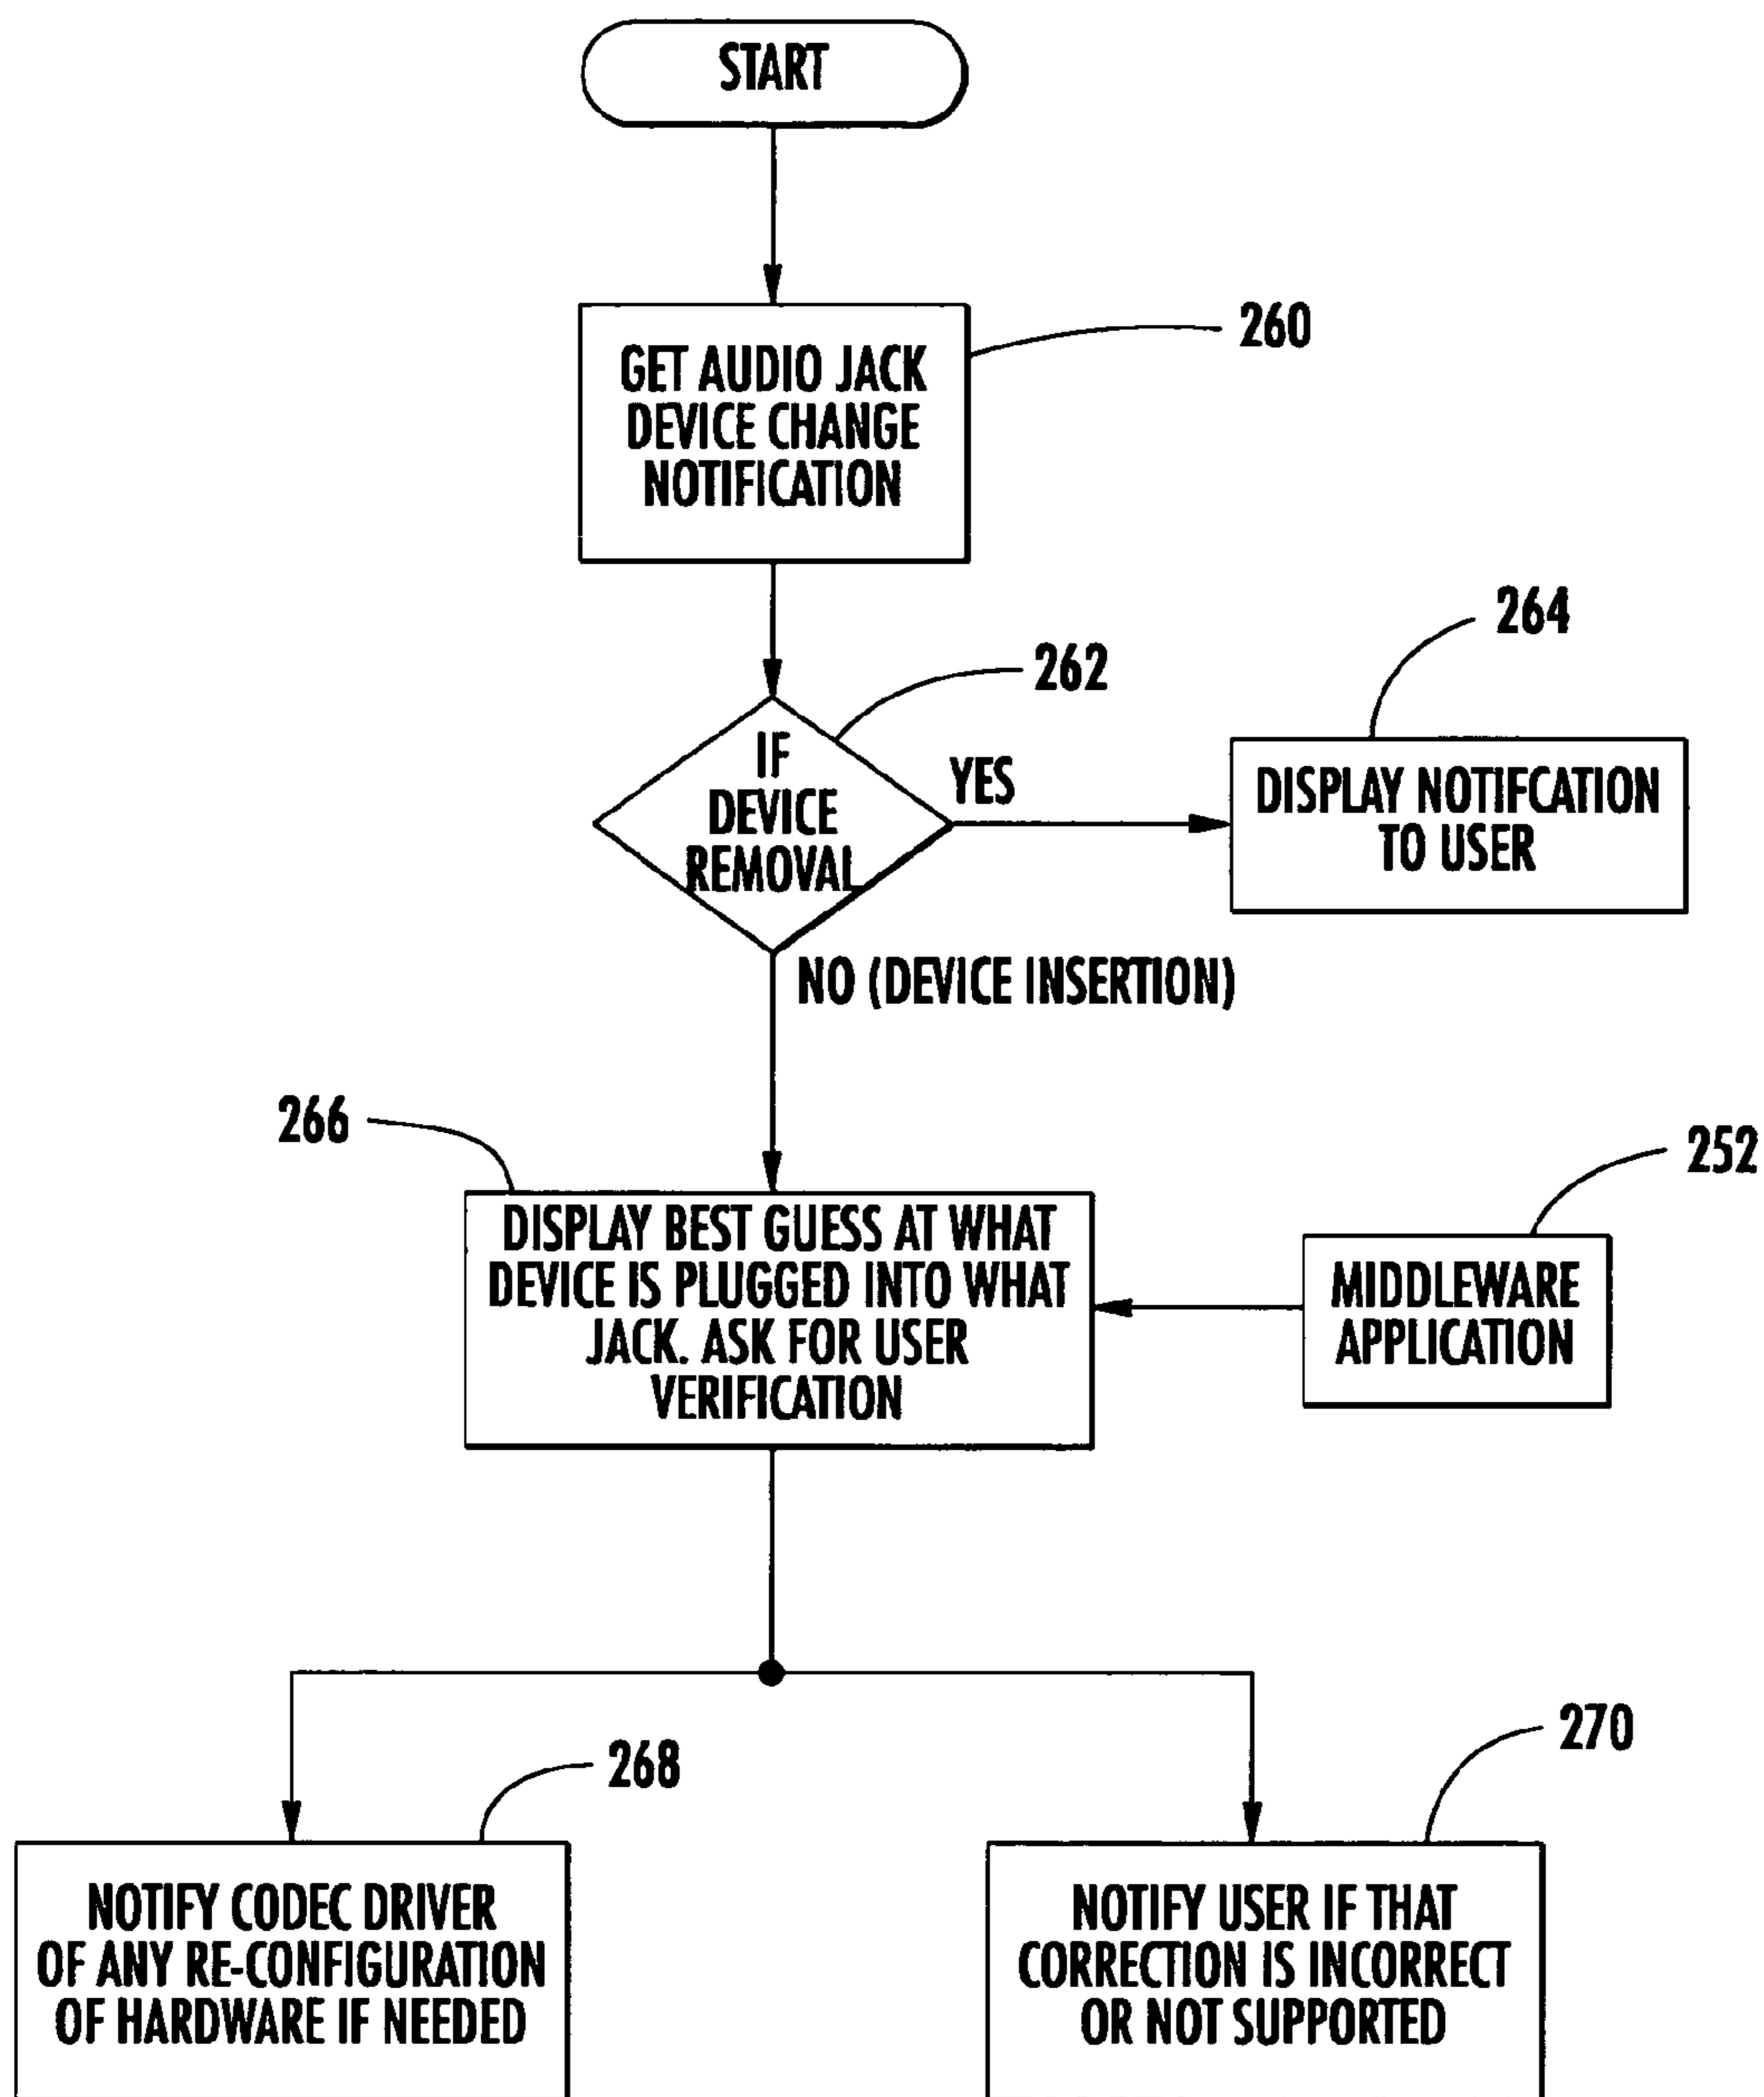 START
260
GET AUDIO JACK
DEVICE CHANGE
NOTIFICATION
264
262
IF
DEVICE
REMOVAL
YES
DISPLAY NOTIFCATION
TO USER
NO (DEVICE INSERTION)
266
252
DISPLAY BEST GUESS AT WHAT
DEVICE IS PLUGGED INTO WHAT
JACK. ASK FOR USER
VERIFICATION
MIDDLEWARE
APPLICATION
268
270
NOTIFY CODEC DRIVER
OF ANY RE-CONFIGURATION
OF HARDWARE IF NEEDED
NOTIFY USER IF THAT
CORRECTION IS INCORRECT
OR NOT SUPPORTED